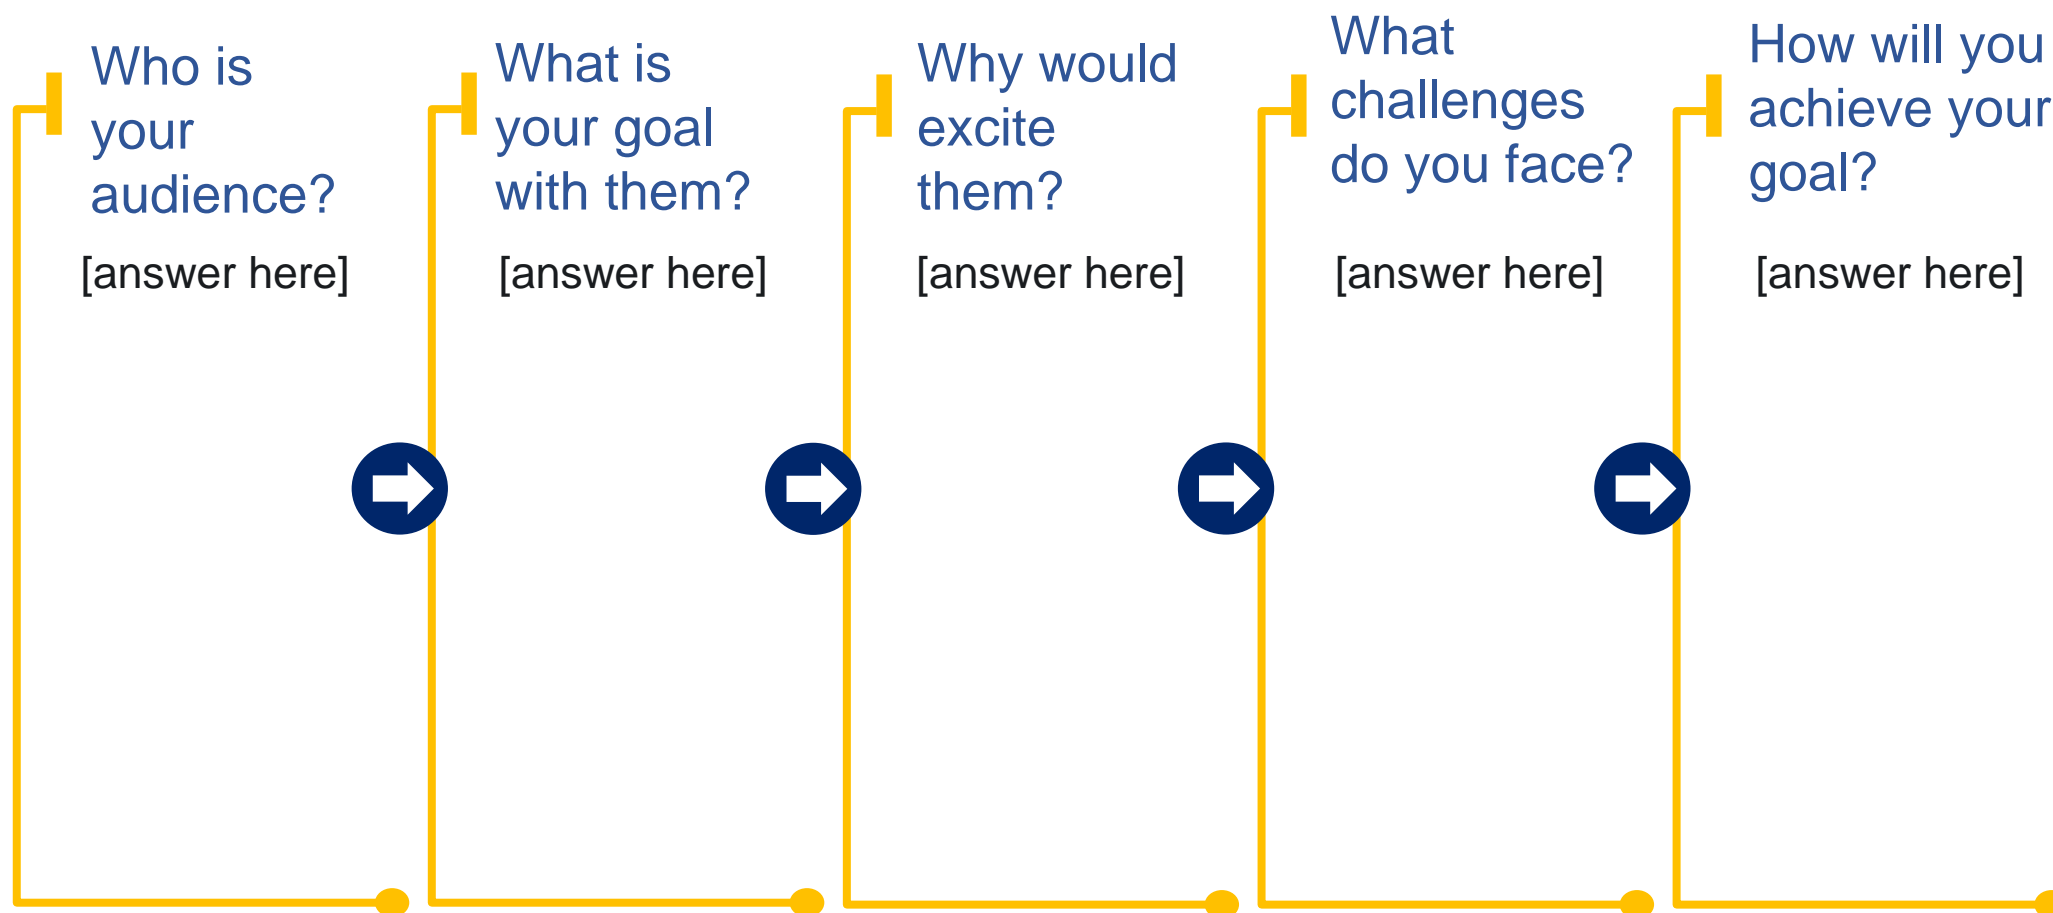 Who is
your
audience?
[answer here]
What is
your goal
with them?
[answer here]
Why would
excite
them?
[answer here]
What
challenges
do you face?
[answer here]
How will you
achieve your
goal?
[answer here]